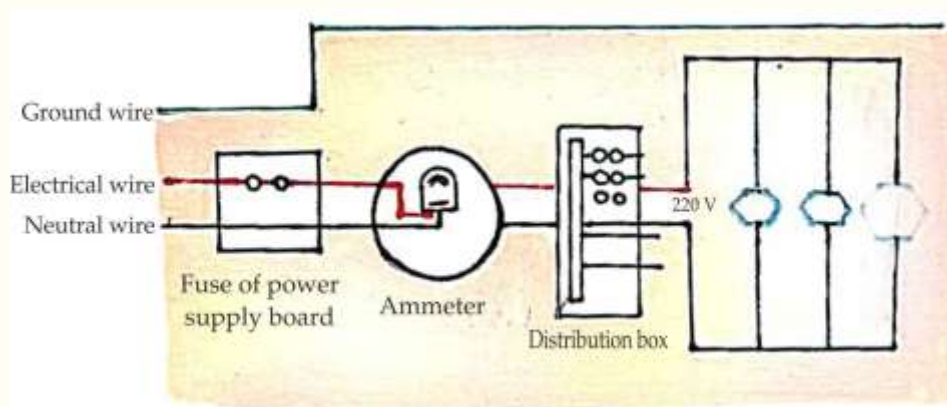 Ground wire
Electrical wire
Neutral wire
220 V
Fuse of power
supply board
Ammeter
Distribution box